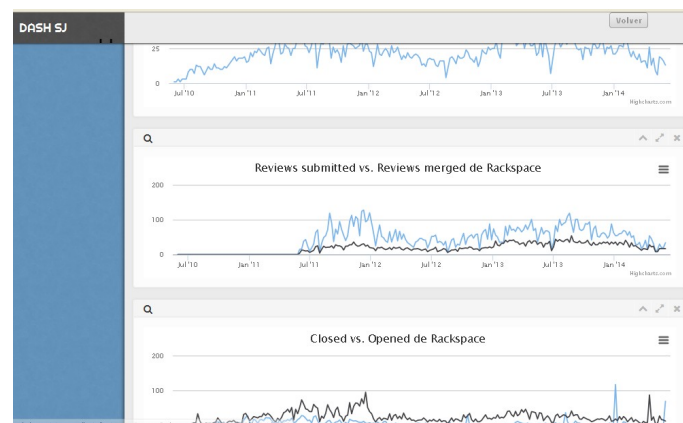 DASH SJ
Volver
25
0
Jul'10 Jan'11 Jul'11 Jan'12 Jul'12 Jan'13 Jul'13 Jan'14
Highcharts.com
Reviews submitted vs. Reviews merged de Rackspace
200
100
0
Jul'10 Jan'11 Jul'11 Jan'12 Jul'12 Jan'13 Jul'13 Jan'14
Highcharts.com
Closed vs. Opened de Rackspace
200
100